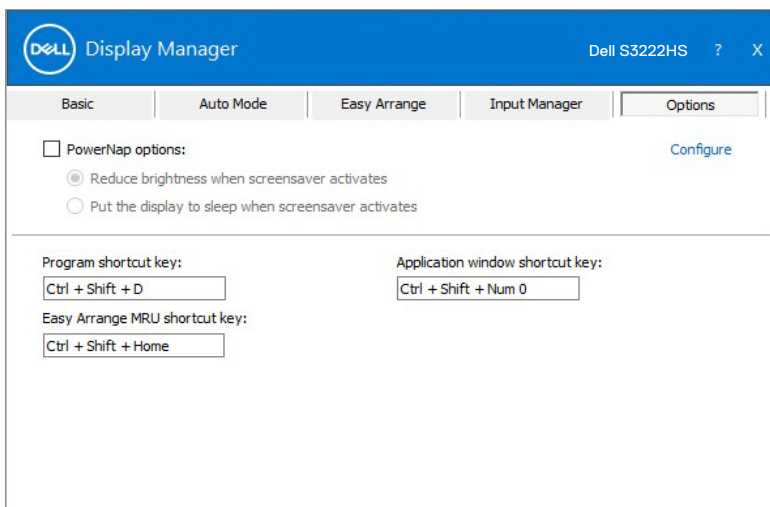 DELL Display Manager Dell S3222HS ? X
Basic Auto Mode Easy Arrange Input Manager Options
PowerNap options: Configure
Reduce brightness when screensaver activates
Put the display to sleep when screensaver activates
Program shortcut key: Application window shortcut key:
Ctrl + Shift + D Ctrl + Shift + Num 0
Easy Arrange MRU shortcut key:
Ctrl + Shift + Home